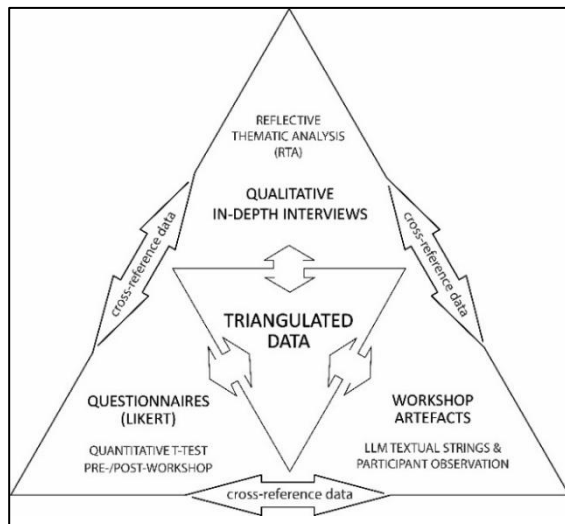 REFLECTIVE
THEMATIC ANALYSIS
(RTA)
QUALITATIVE
IN-DEPTH INTERVIEWS
cross-reference data
cross-reference data
TRIANGULATED
DATA
QUESTIONNAIRES
(LIKERT)
QUANTITATIVE T-TEST
PRE-/POST-WORKSHOP
WORKSHOP
ARTEFACTS
LLM TEXTUAL STRINGS &
PARTICIPANT OBSERVATION
cross-reference data